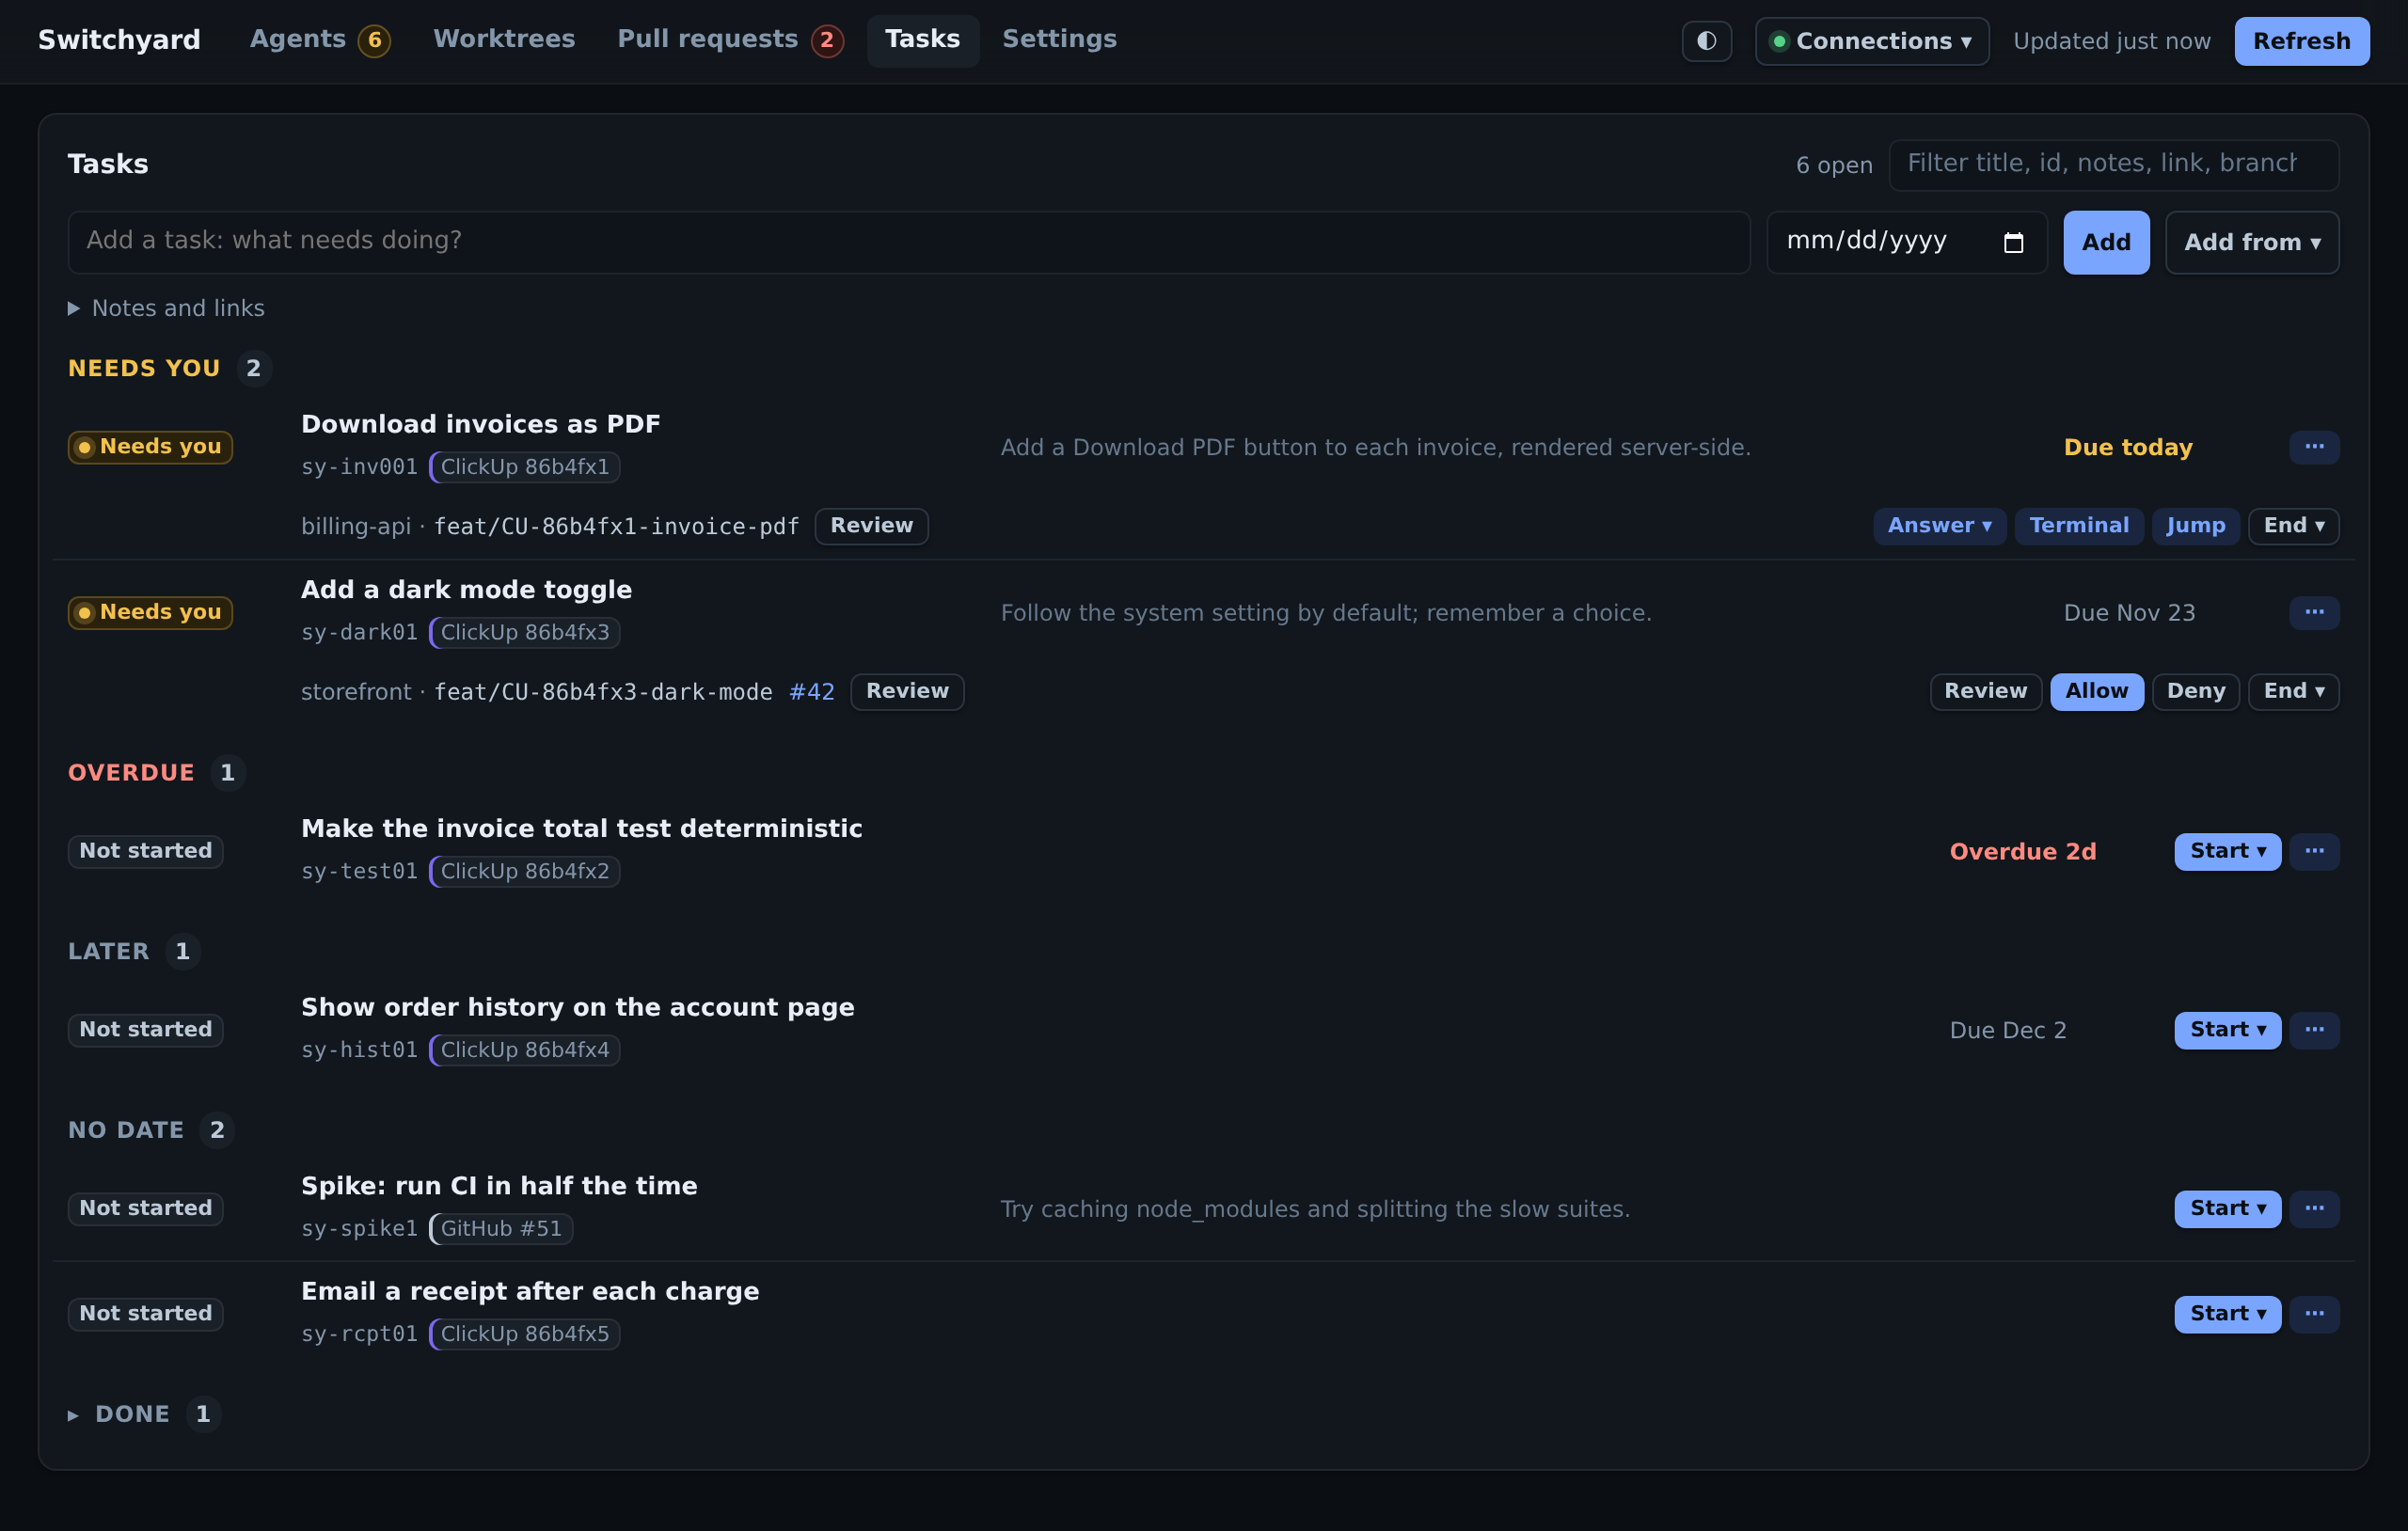 Switchyard Agents 6 Worktrees Pull requests 2 Tasks Settings Connections ▾ Updated just now Refresh
Tasks 6 open Filter title, id, notes, link, branch
Add a task: what needs doing? mm/dd/yyyy Add Add from ▾
▶ Notes and links
NEEDS YOU 2
Needs you Download invoices as PDF Add a Download PDF button to each invoice, rendered server-side. Due today ···
sy-inv001 ClickUp 86b4fx1
billing-api · feat/CU-86b4fx1-invoice-pdf Review Answer ▾ Terminal Jump End ▾
Needs you Add a dark mode toggle Follow the system setting by default; remember a choice. Due Nov 23 ···
sy-dark01 ClickUp 86b4fx3
storefront · feat/CU-86b4fx3-dark-mode #42 Review Review Allow Deny End ▾
OVERDUE 1
Not started Make the invoice total test deterministic Overdue 2d Start ▾ ···
sy-test01 ClickUp 86b4fx2
LATER 1
Not started Show order history on the account page Due Dec 2 Start ▾ ···
sy-hist01 ClickUp 86b4fx4
NO DATE 2
Not started Spike: run CI in half the time Try caching node_modules and splitting the slow suites. Start ▾ ···
sy-spike1 GitHub #51
Not started Email a receipt after each charge Start ▾ ···
sy-rcpt01 ClickUp 86b4fx5
▸ DONE 1